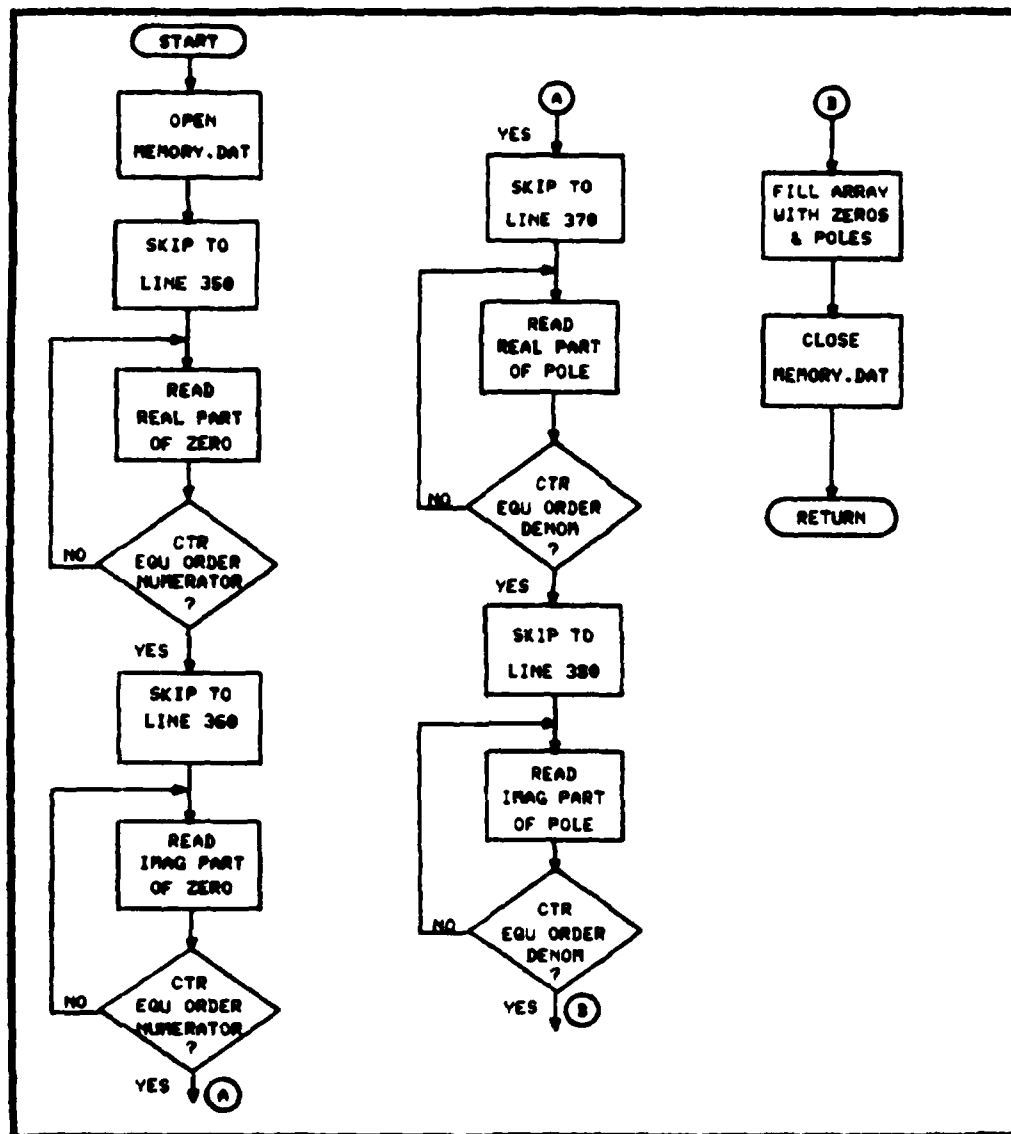 START
OPEN
MEMORY.DAT
SKIP TO
LINE 350
READ
REAL PART
OF ZERO
NO
CTR
EQU ORDER
NUMERATOR
?
YES
SKIP TO
LINE 360
READ
IMAG PART
OF ZERO
NO
CTR
EQU ORDER
NUMERATOR
?
YES
A
A
YES
SKIP TO
LINE 370
READ
REAL PART
OF POLE
NO
CTR
EQU ORDER
DENOM
?
YES
SKIP TO
LINE 380
READ
IMAG PART
OF POLE
NO
CTR
EQU ORDER
DENOM
?
YES
B
B
FILL ARRAY
WITH ZEROS
& POLES
CLOSE
MEMORY.DAT
RETURN